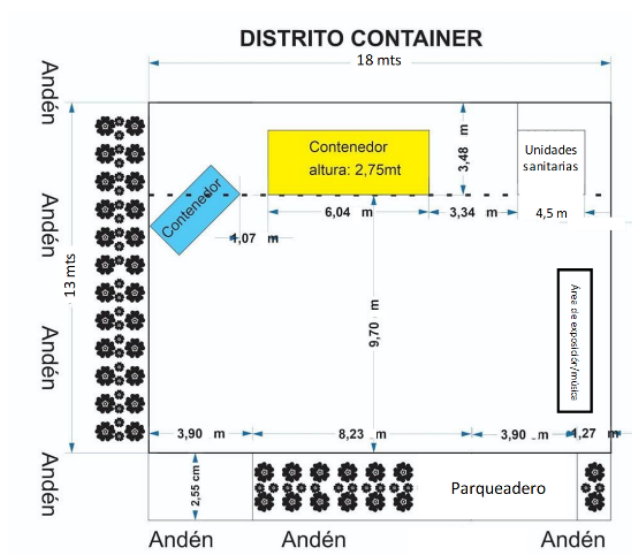 DISTRITO CONTAINER
18 mts
Andén
Contenedor
altura: 2,75mt
3,48 m
Unidades
sanitarias
Contenedor
6,04 m
3,34 m
4,5 m
Andén
1,07 m
13 mts
9,70 m
Área de exposición/música
Andén
3,90 m
8,23 m
3,90 m
1,27 m
2,55 cm
Parqueadero
Andén
Andén
Andén
Andén